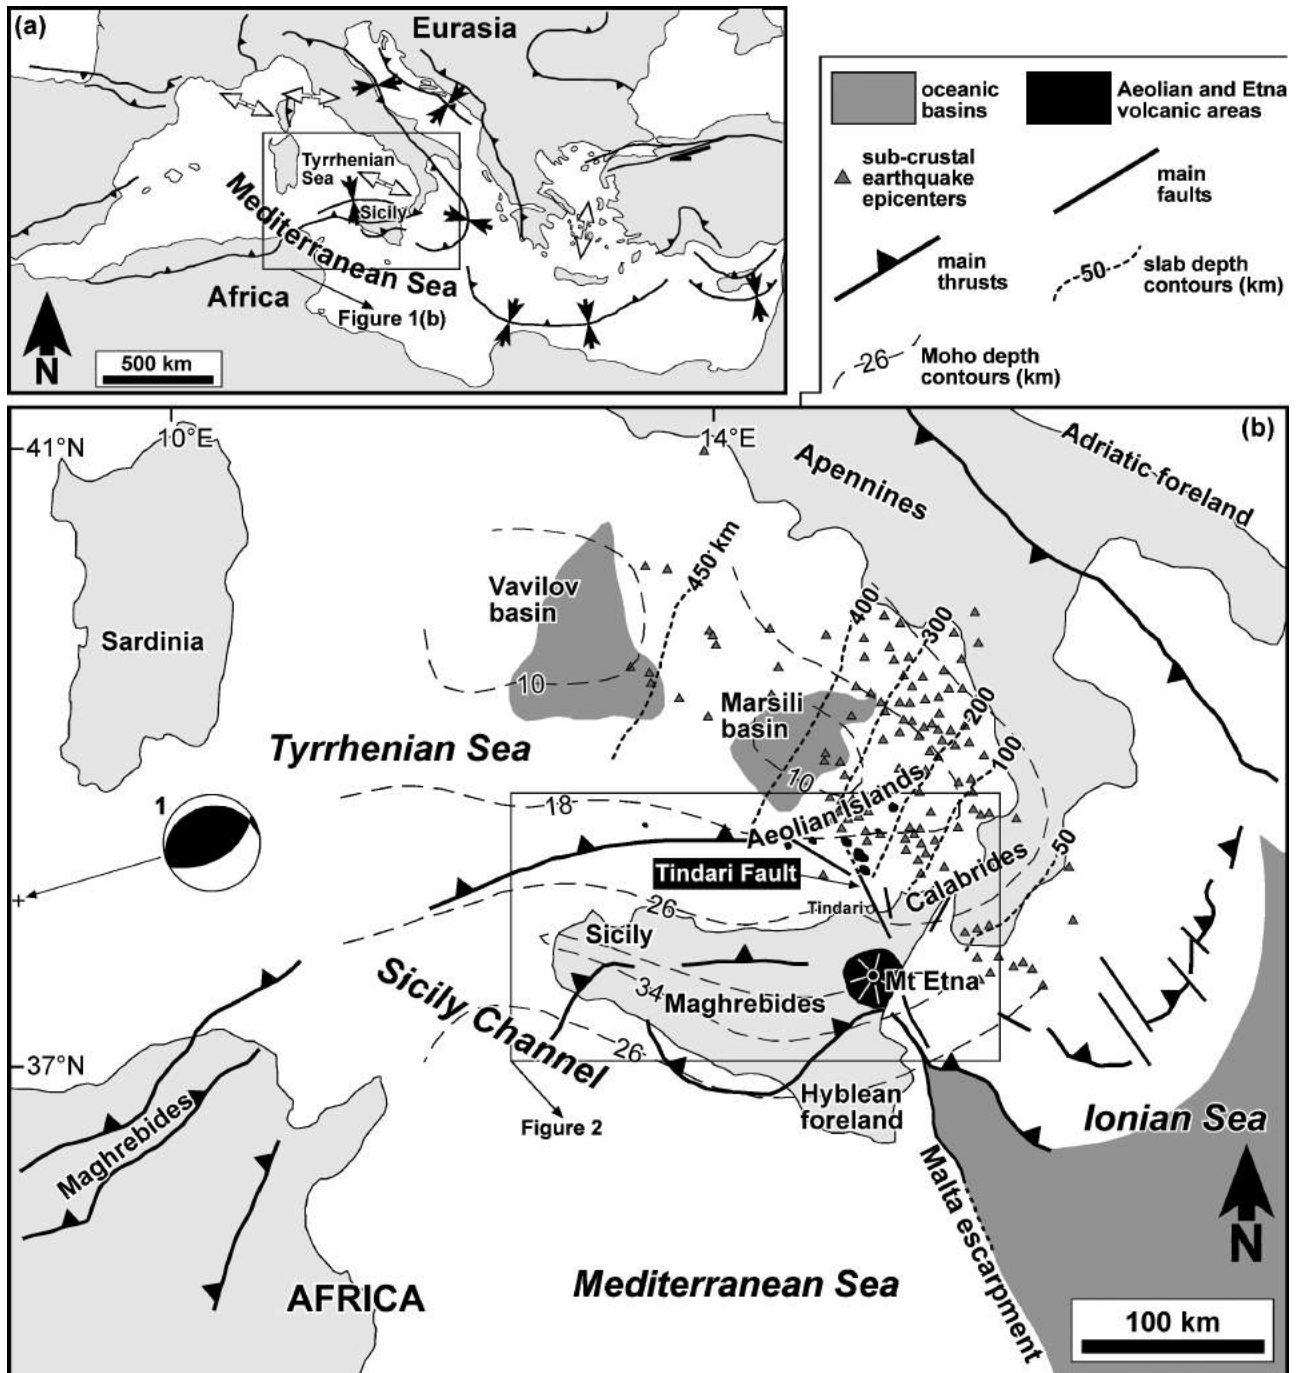 (a)
Eurasia
Tyrrhenian
Sea
Sicily
Mediterranean Sea
Africa
Figure 1(b)
N
500 km
oceanic
basins
Aeolian and Etna
volcanic areas
sub-crustal
earthquake
epicenters
main
faults
main
thrusts
50
slab depth
contours (km)
26
Moho depth
contours (km)
(b)
10°E
14°E
41°N
Apennines
Adriatic foreland
Vavilov
basin
450 km
400
300
200
100
50
Sardinia
10
Marsili
basin
10
Tyrrhenian Sea
18
1
Aeolian Islands
Tindari Fault
Calabrides
Tindari
26
Sicily
Mt Etna
34
Maghrebides
Sicily Channel
26
37°N
Maghrebides
Hyblean
foreland
Figure 2
Ionian Sea
Malta escarpment
N
AFRICA
Mediterranean Sea
100 km